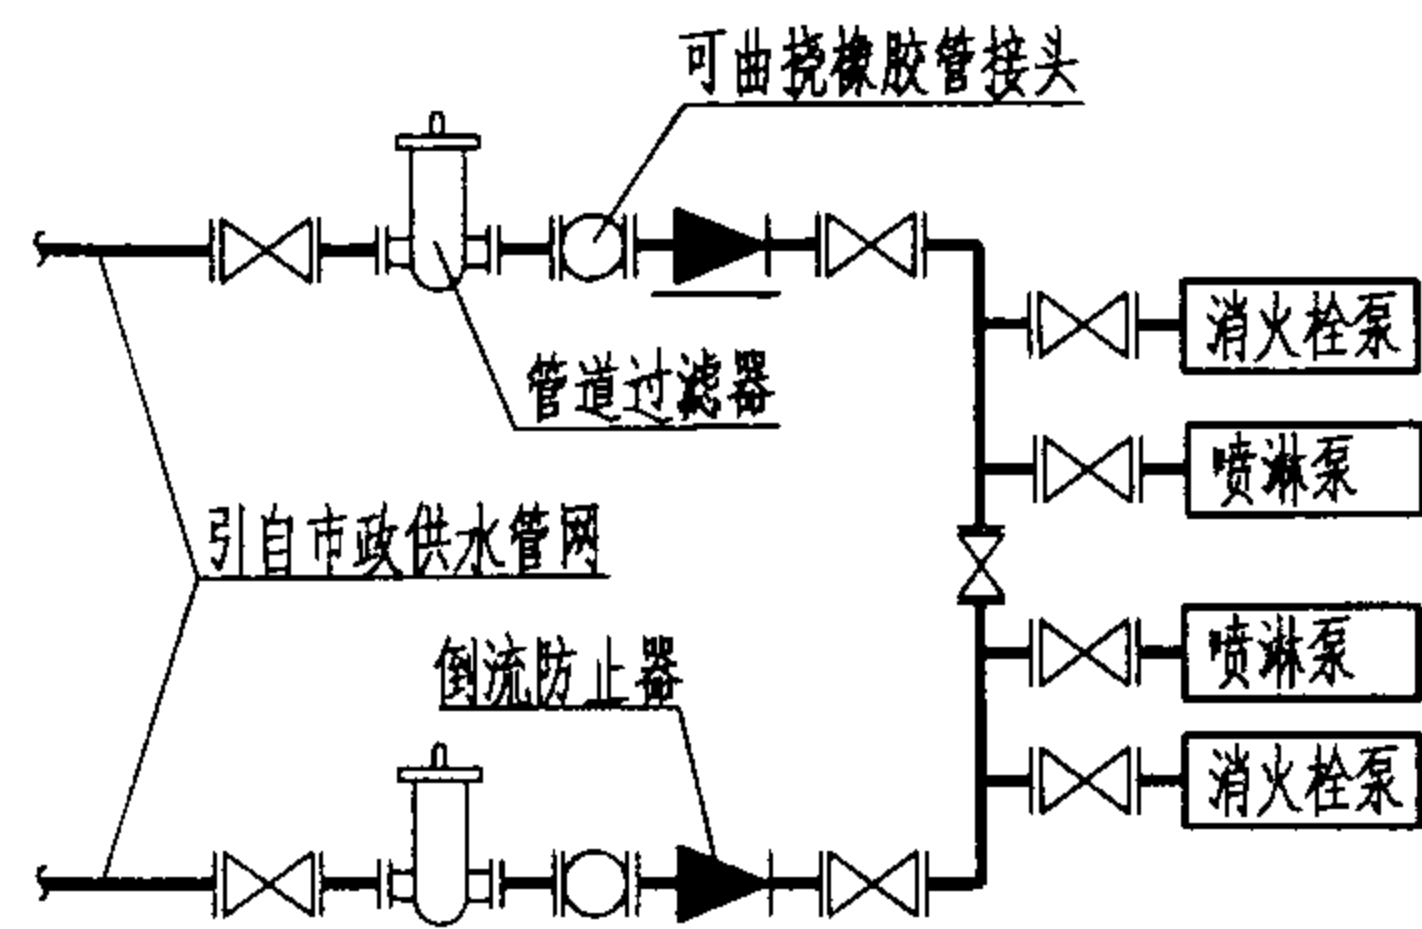 可曲挠橡胶管接头
消火栓泵
管道过滤器
喷淋泵
引自市政供水管网
喷淋泵
倒流防止器
消火栓泵